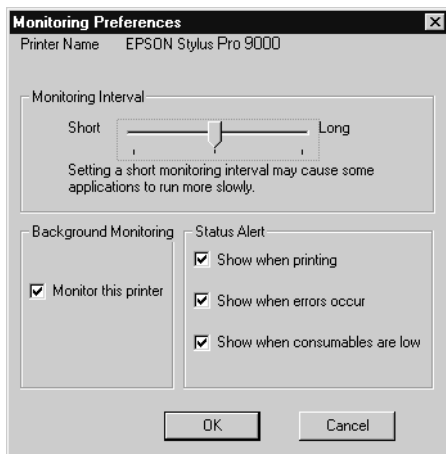 Monitoring Preferences
Printer Name EPSON Stylus Pro 9000
Monitoring Interval
Short Long
Setting a short monitoring interval may cause some
applications to run more slowly.
Background Monitoring
Monitor this printer
Status Alert
Show when printing
Show when errors occur
Show when consumables are low
OK Cancel